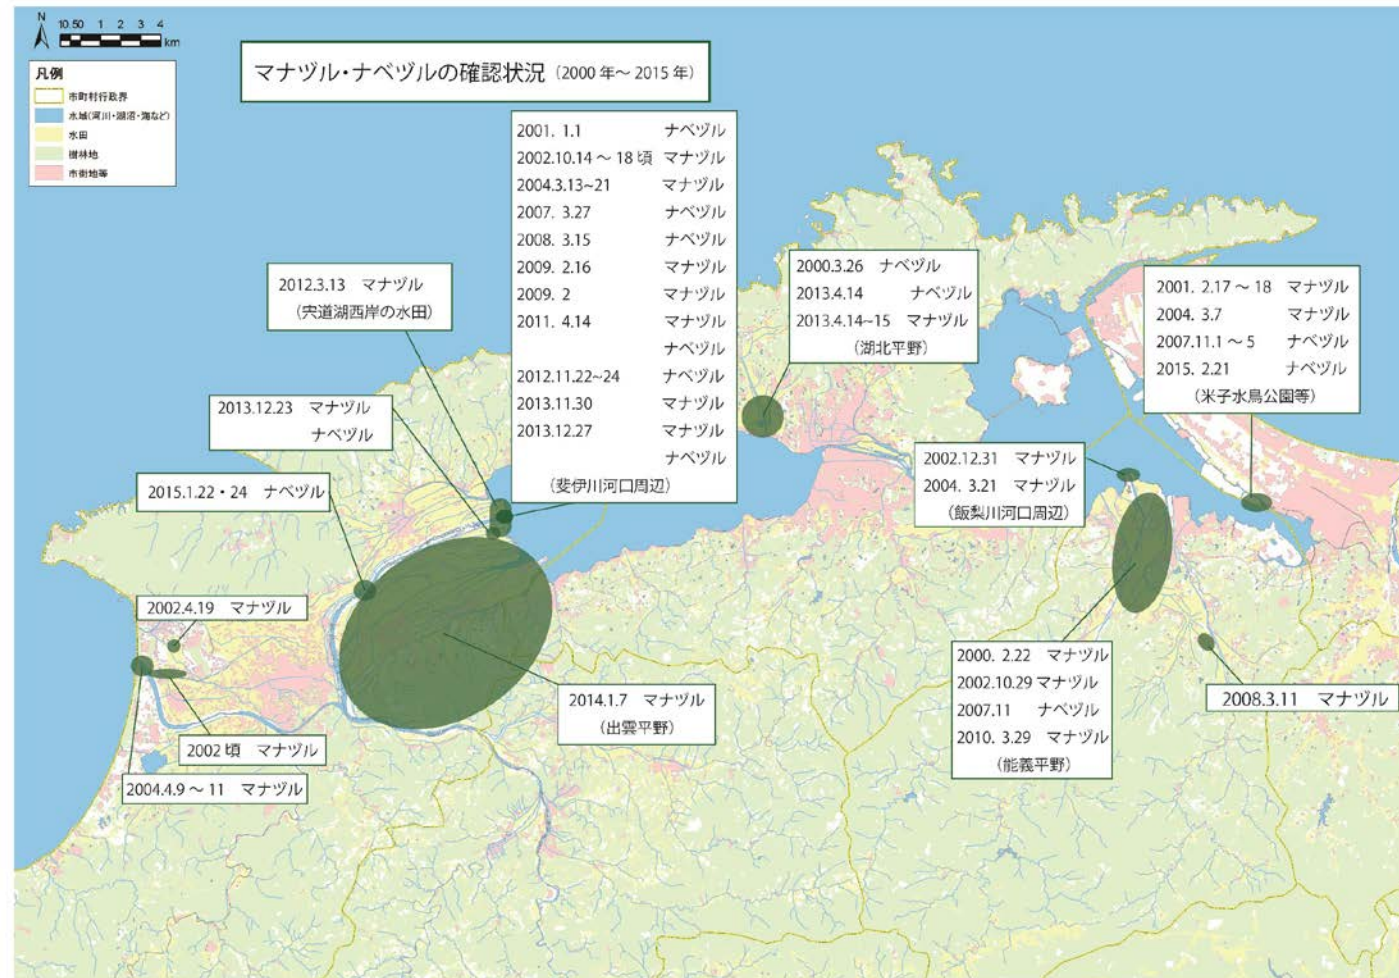 N
10.50 1 2 3 4
km
凡例
市町村行政界
水域(河川・湖沼・海など)
水田
樹林地
市街地等
マナヅル・ナベヅルの確認状況 (2000年～2015年)
2001. 1.1 ナベヅル
2002.10.14～18頃 マナヅル
2004.3.13~21 マナヅル
2007. 3.27 ナベヅル
2008. 3.15 ナベヅル
2009. 2.16 マナヅル
2009. 2 マナヅル
2011. 4.14 マナヅル
ナベヅル
2012.11.22~24 ナベヅル
2013.11.30 マナヅル
2013.12.27 マナヅル
ナベヅル
(斐伊川河口周辺)
2012.3.13 マナヅル
(宍道湖西岸の水田)
2013.12.23 マナヅル
ナベヅル
2015.1.22・24 ナベヅル
2002.4.19 マナヅル
2002頃 マナヅル
2004.4.9～11 マナヅル
2014.1.7 マナヅル
(出雲平野)
2000.3.26 ナベヅル
2013.4.14 ナベヅル
2013.4.14~15 マナヅル
(湖北平野)
2001. 2.17～18 マナヅル
2004. 3.7 マナヅル
2007.11.1～5 ナベヅル
2015. 2.21 ナベヅル
(米子水鳥公園等)
2002.12.31 マナヅル
2004. 3.21 マナヅル
(飯梨川河口周辺)
2000. 2.22 マナヅル
2002.10.29 マナヅル
2007.11 ナベヅル
2010. 3.29 マナヅル
(能義平野)
2008.3.11 マナヅル